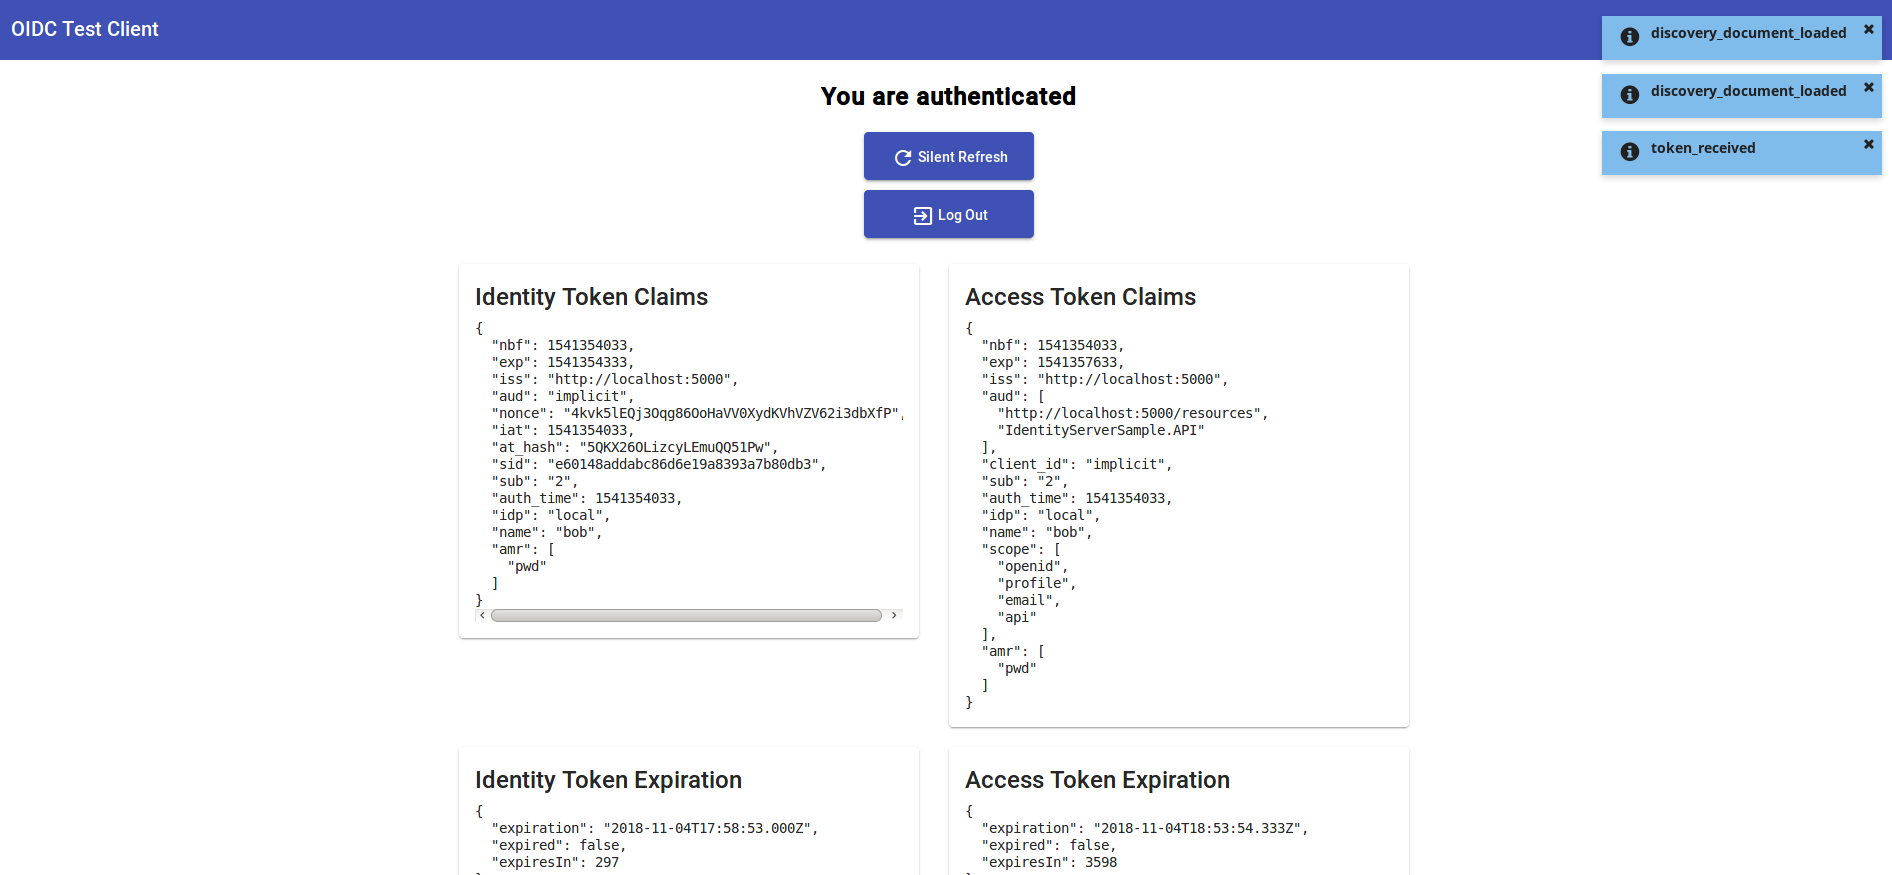 OIDC Test Client
discovery_document_loaded
discovery_document_loaded
token_received
You are authenticated
Silent Refresh
Log Out
Identity Token Claims
{
  "nbf": 1541354033,
  "exp": 1541354333,
  "iss": "http://localhost:5000",
  "aud": "implicit",
  "nonce": "4kvk5lEQj3Oqg86OoHaVV0XydKVhVZV62i3dbXfP",
  "iat": 1541354033,
  "at_hash": "5QKX26OLizcyLEmuQQ51Pw",
  "sid": "e60148addabc86d6e19a8393a7b80db3",
  "sub": "2",
  "auth_time": 1541354033,
  "idp": "local",
  "name": "bob",
  "amr": [
    "pwd"
  ]
}
Access Token Claims
{
  "nbf": 1541354033,
  "exp": 1541357633,
  "iss": "http://localhost:5000",
  "aud": [
    "http://localhost:5000/resources",
    "IdentityServerSample.API"
  ],
  "client_id": "implicit",
  "sub": "2",
  "auth_time": 1541354033,
  "idp": "local",
  "name": "bob",
  "scope": [
    "openid",
    "profile",
    "email",
    "api"
  ],
  "amr": [
    "pwd"
  ]
}
Identity Token Expiration
{
  "expiration": "2018-11-04T17:58:53.000Z",
  "expired": false,
  "expiresIn": 297
Access Token Expiration
{
  "expiration": "2018-11-04T18:53:54.333Z",
  "expired": false,
  "expiresIn": 3598